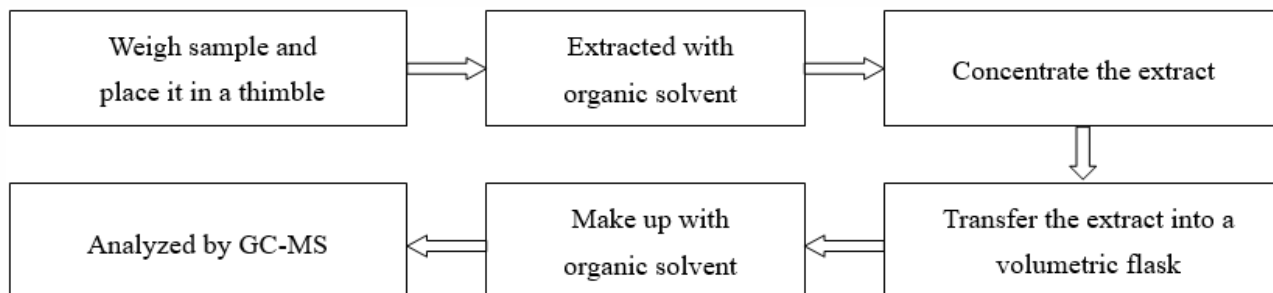 Weigh sample and
place it in a thimble
Extracted with
organic solvent
Concentrate the extract
Transfer the extract into a
volumetric flask
Make up with
organic solvent
Analyzed by GC-MS